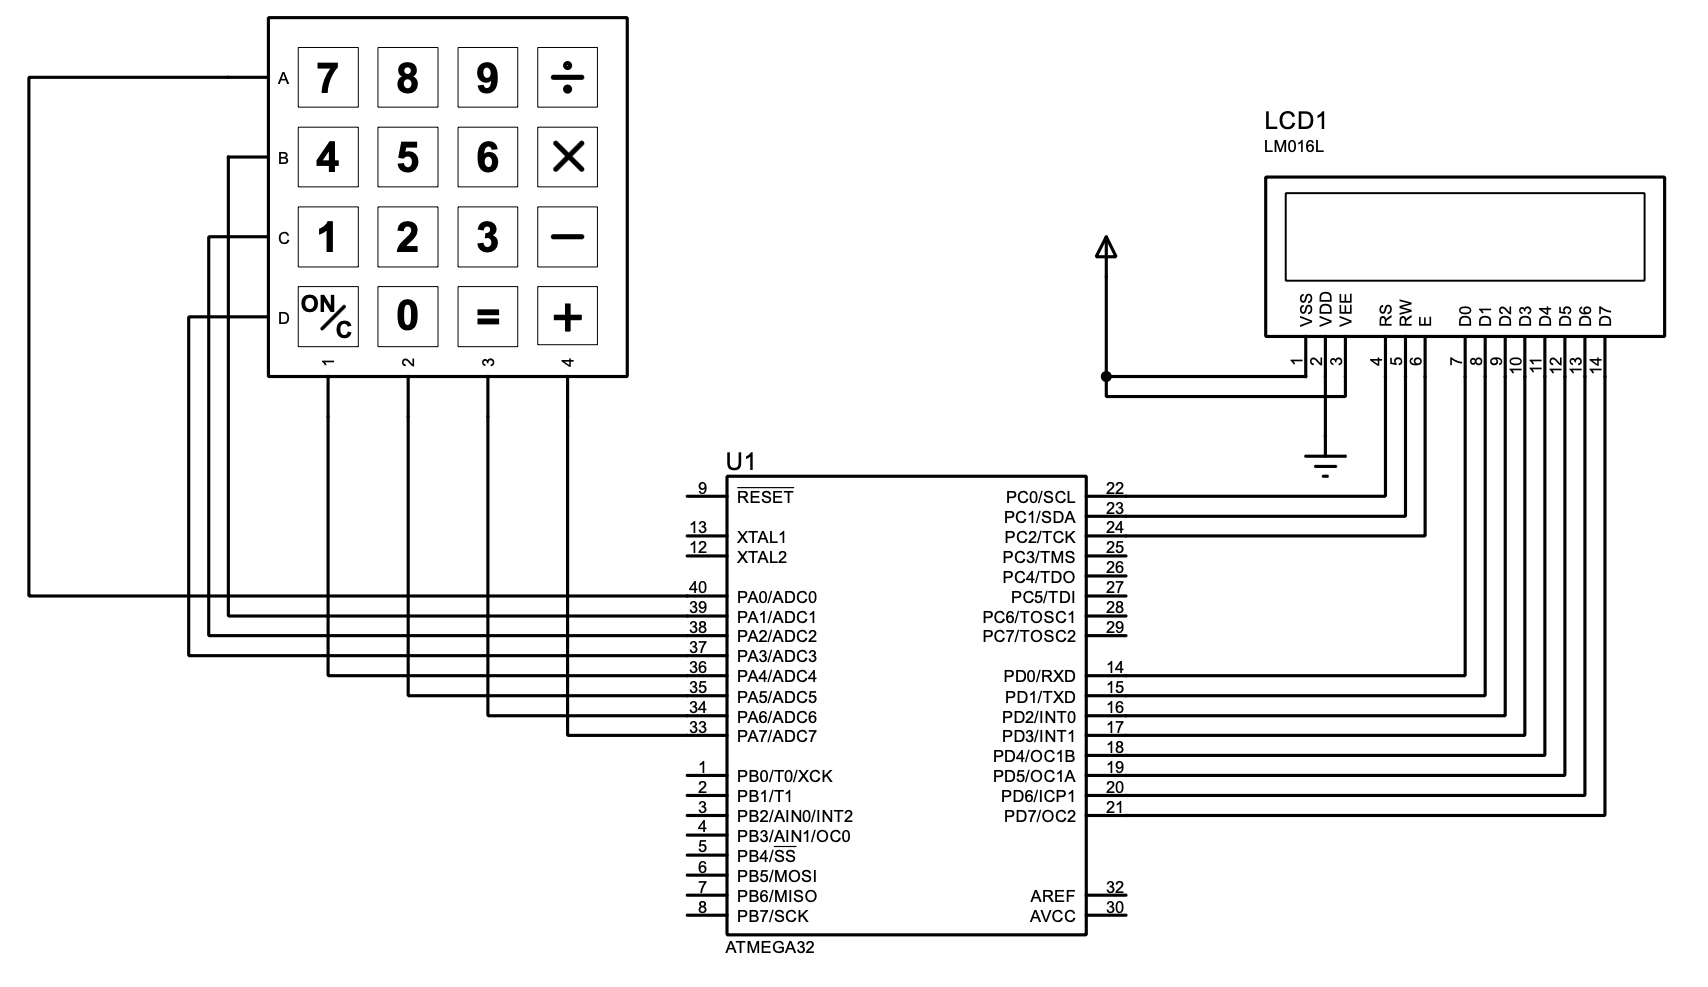 A 7 8 9 ÷
B 4 5 6 ×
C 1 2 3 −
D ON/C 0 = +
1 2 3 4
LCD1
LM016L
VSS VDD VEE RS RW E D0 D1 D2 D3 D4 D5 D6 D7
1 2 3 4 5 6 7 8 9 10 11 12 13 14
U1
9 RESET
13 XTAL1
12 XTAL2
40 PA0/ADC0
39 PA1/ADC1
38 PA2/ADC2
37 PA3/ADC3
36 PA4/ADC4
35 PA5/ADC5
34 PA6/ADC6
33 PA7/ADC7
1 PB0/T0/XCK
2 PB1/T1
3 PB2/AIN0/INT2
4 PB3/AIN1/OC0
5 PB4/SS
6 PB5/MOSI
7 PB6/MISO
8 PB7/SCK
PC0/SCL 22
PC1/SDA 23
PC2/TCK 24
PC3/TMS 25
PC4/TDO 26
PC5/TDI 27
PC6/TOSC1 28
PC7/TOSC2 29
PD0/RXD 14
PD1/TXD 15
PD2/INT0 16
PD3/INT1 17
PD4/OC1B 18
PD5/OC1A 19
PD6/ICP1 20
PD7/OC2 21
AREF 32
AVCC 30
ATMEGA32